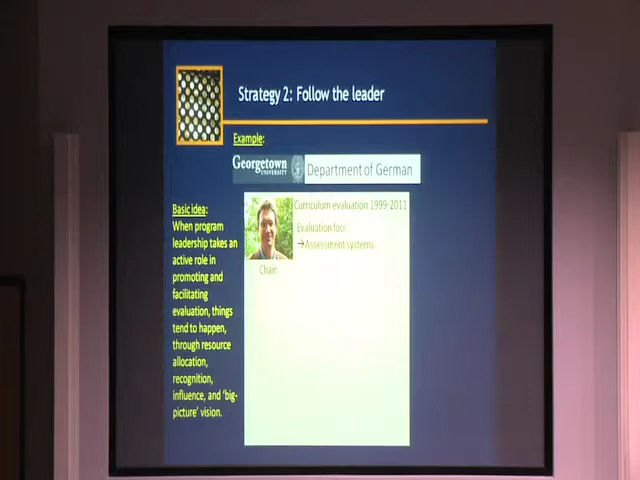 Strategy 2: Follow the leader
Example:
Georgetown
UNIVERSITY
Department of German
Basic idea:
When program
leadership takes an
active role in
promoting and
facilitating
evaluation, things
tend to happen,
through resource
allocation,
recognition,
influence, and 'big-
picture' vision.
Curriculum evaluation 1999-2011
Evaluation foci:
→Assessment systems
Chair